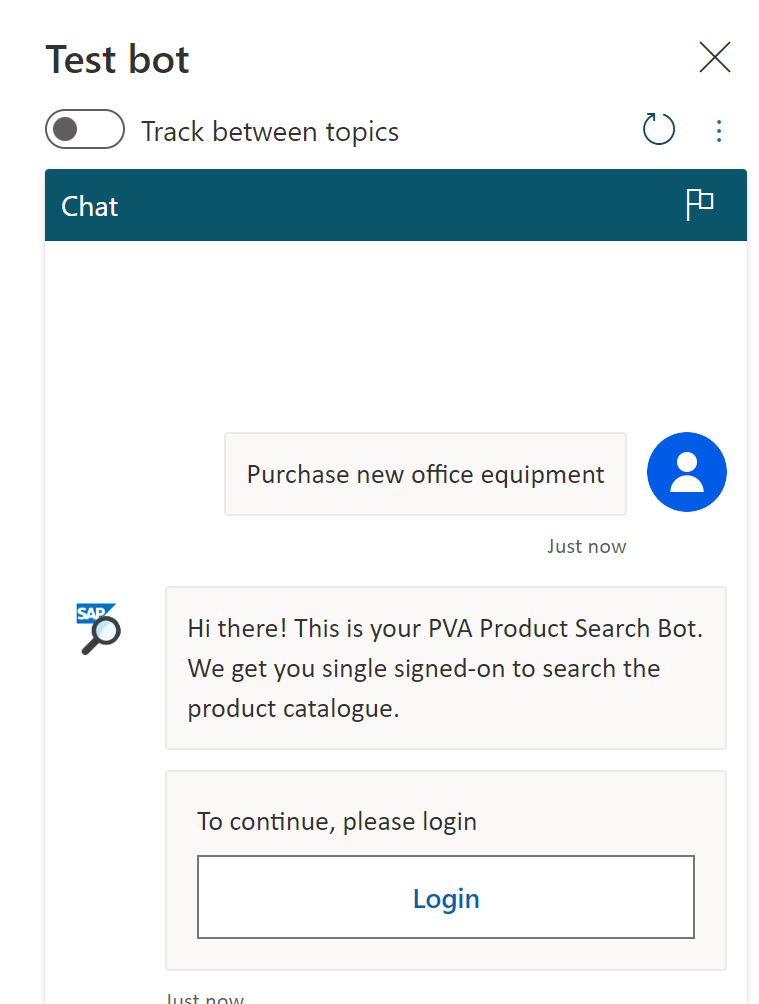 Test bot
Track between topics
Chat
Purchase new office equipment
Just now
SAP
Hi there! This is your PVA Product Search Bot.
We get you single signed-on to search the
product catalogue.
To continue, please login
Login
Just now